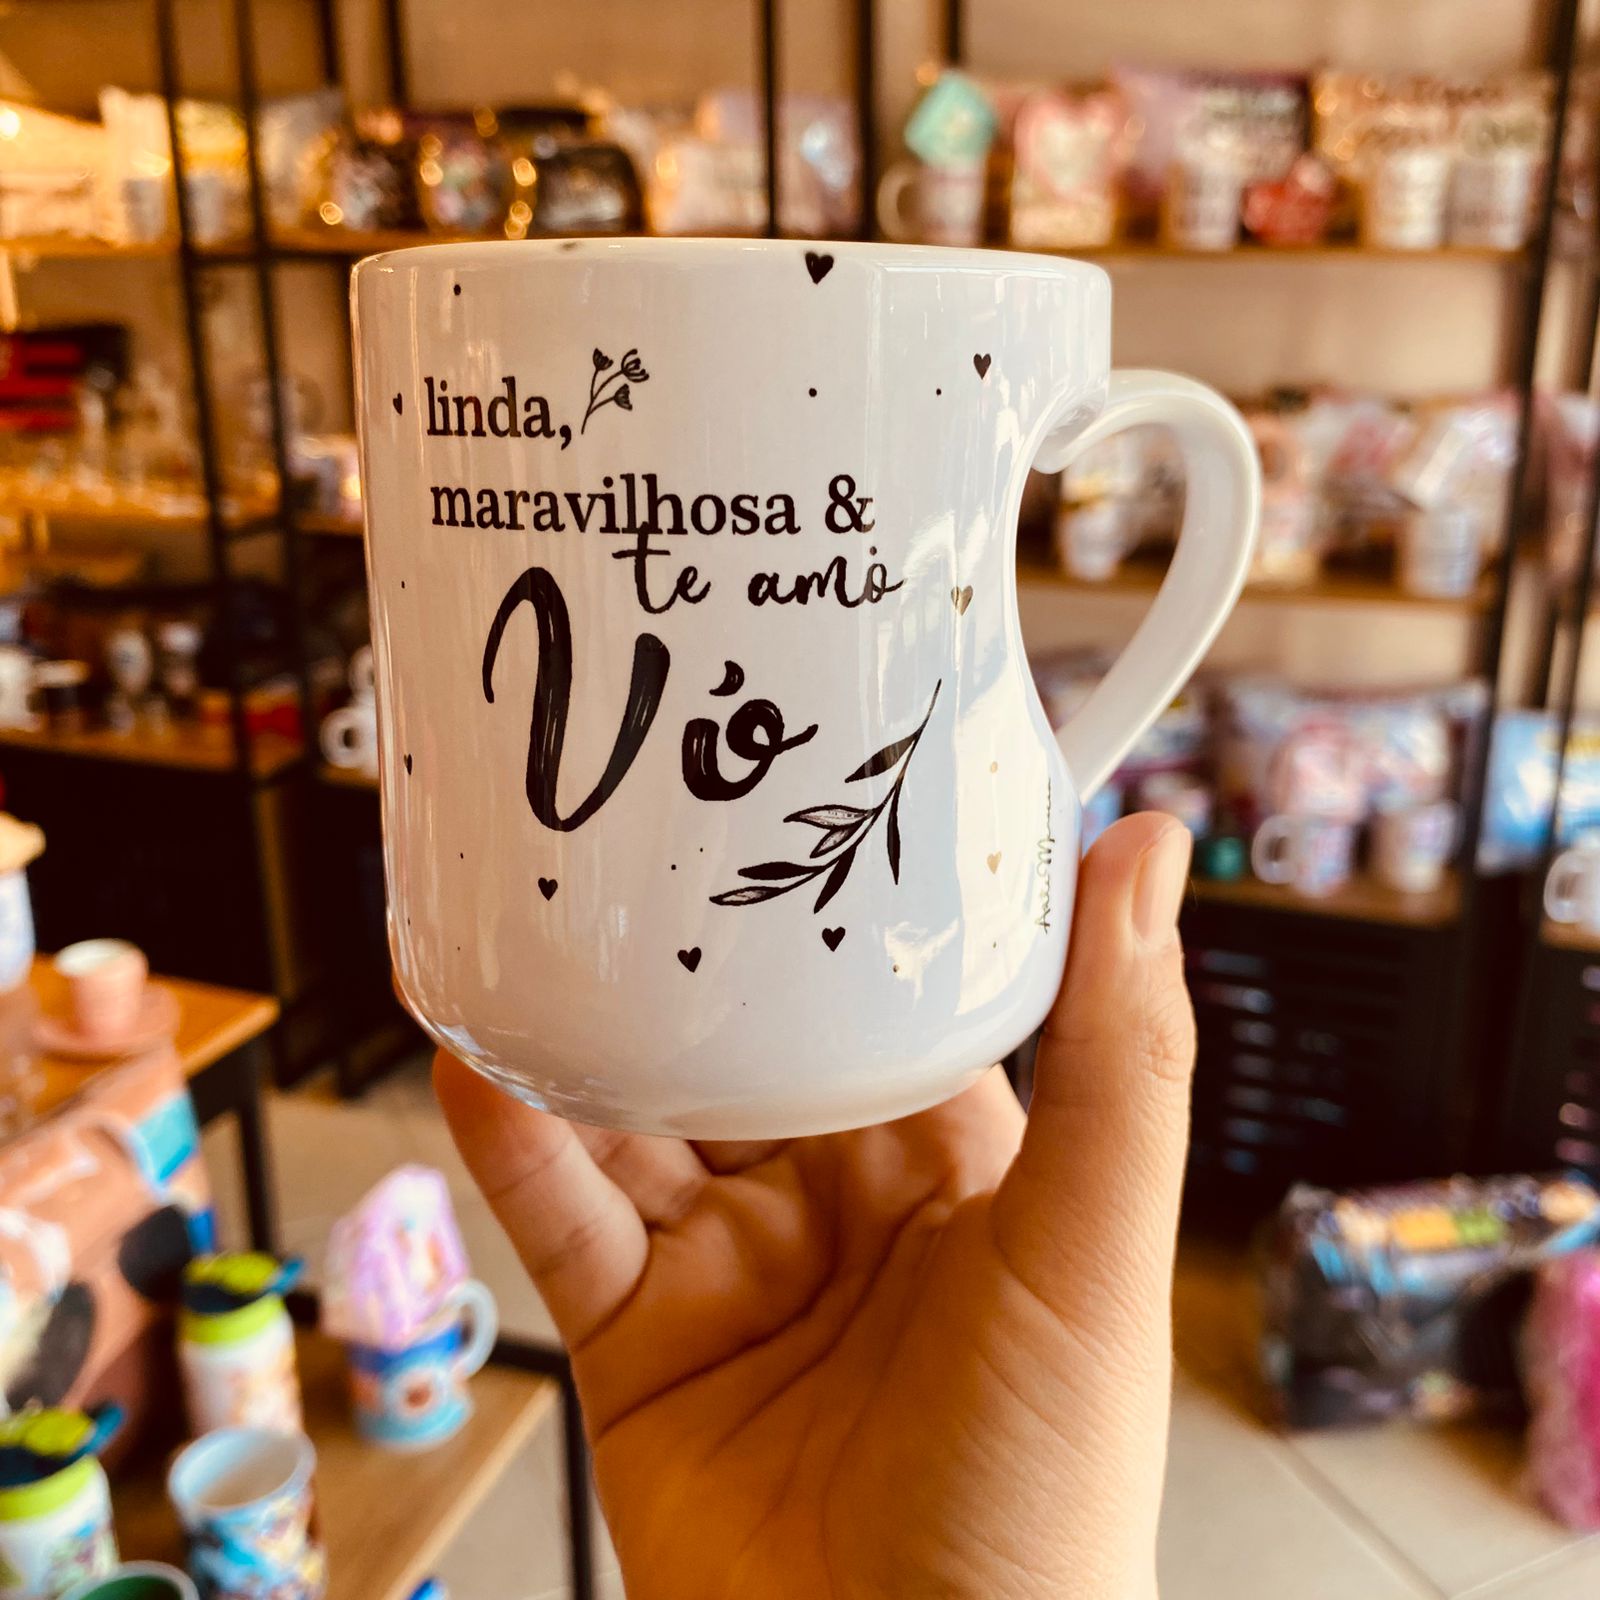 linda,
maravilhosa &
te amo
Vó